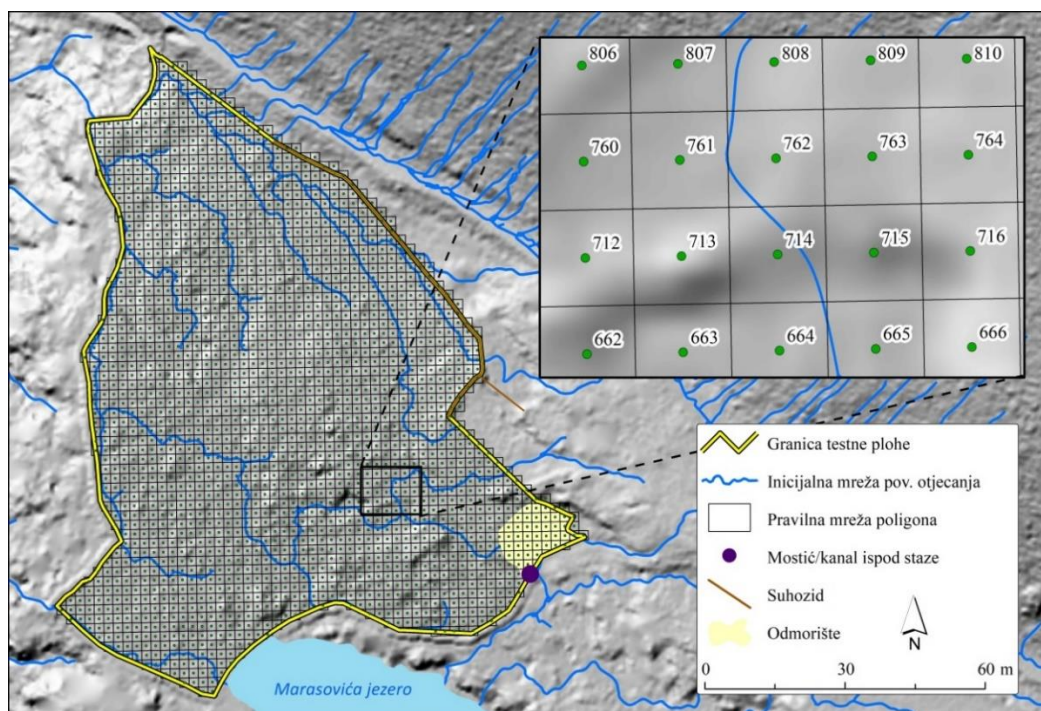 806 807 808 809 810
760 761 762 763 764
712 713 714 715 716
662 663 664 665 666
Granica testne plohe
Inicijalna mreža pov. otjecanja
Pravilna mreža poligona
Mostić/kanal ispod staze
Suhozid
Odmorište
N
0 30 60 m
Marasovića jezero